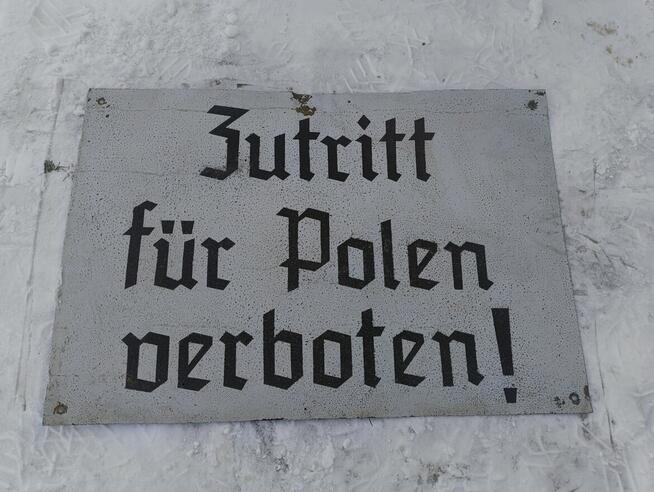 Zutritt
für Polen
verboten!